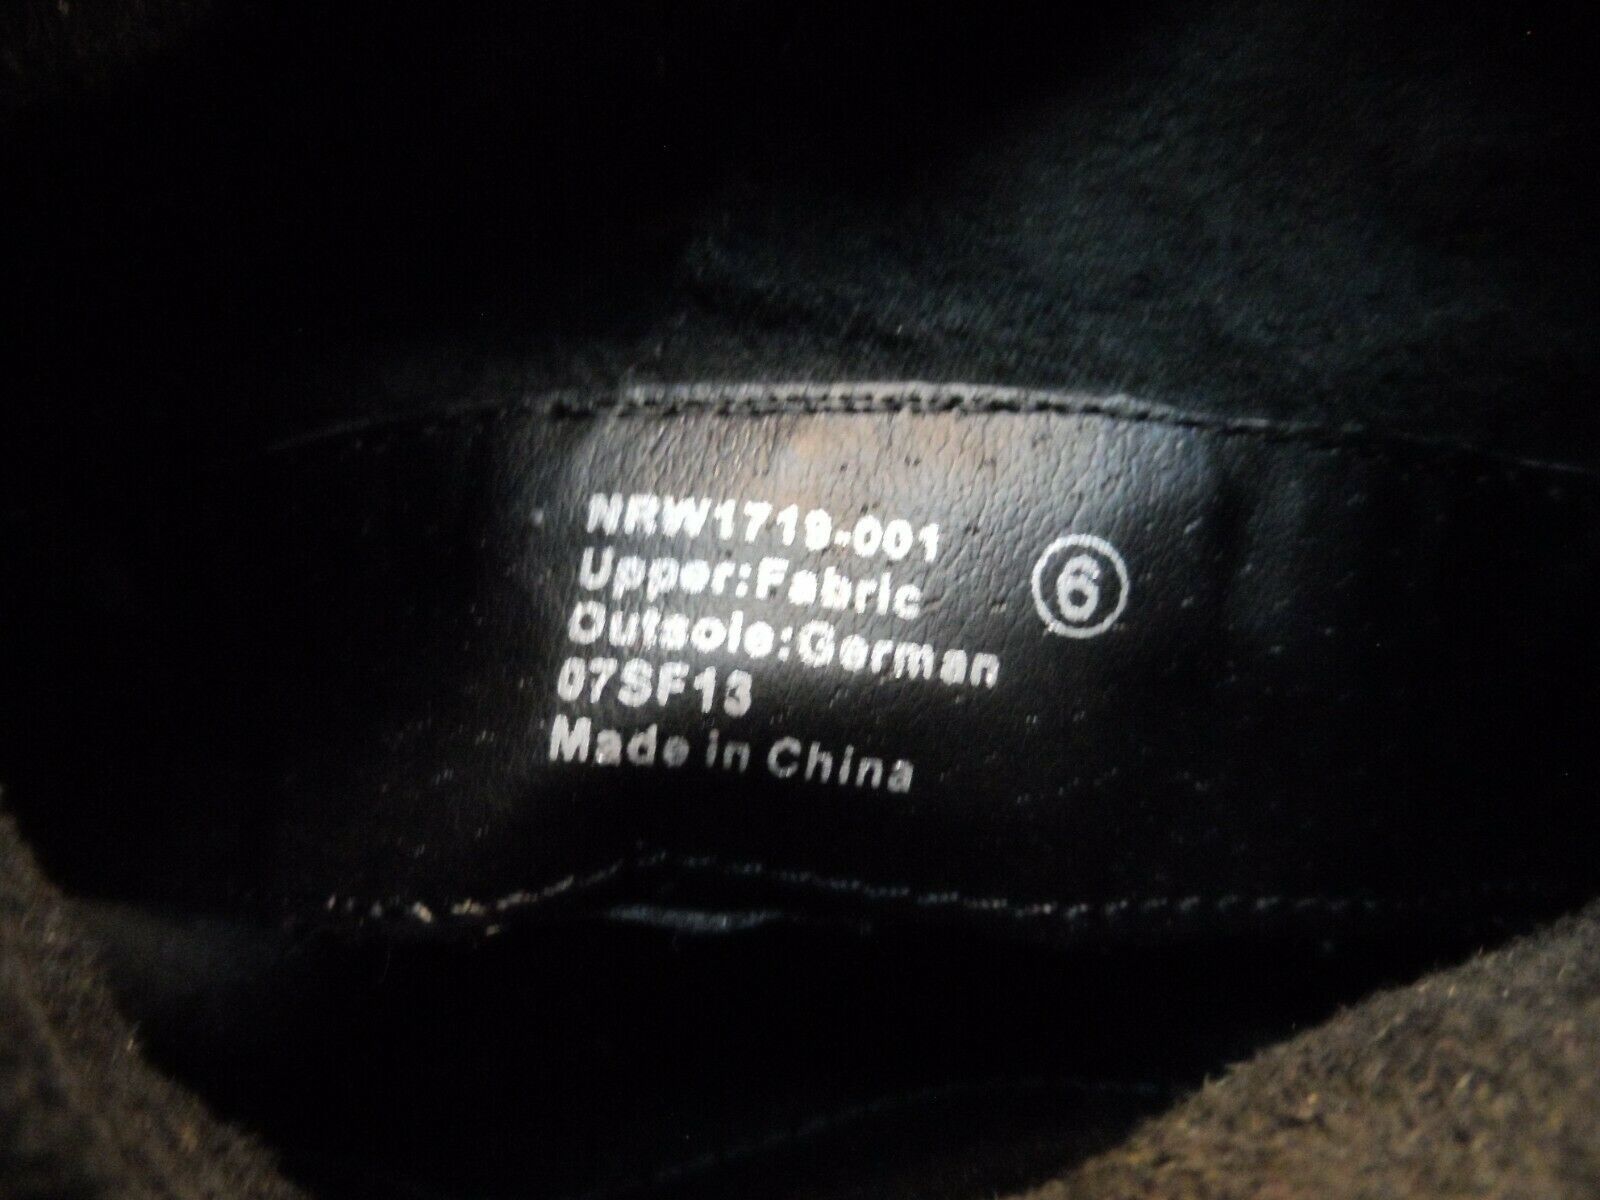 NRW1719-001
Upper:Fabric
Outsole:German
07SF13
Made in China
6